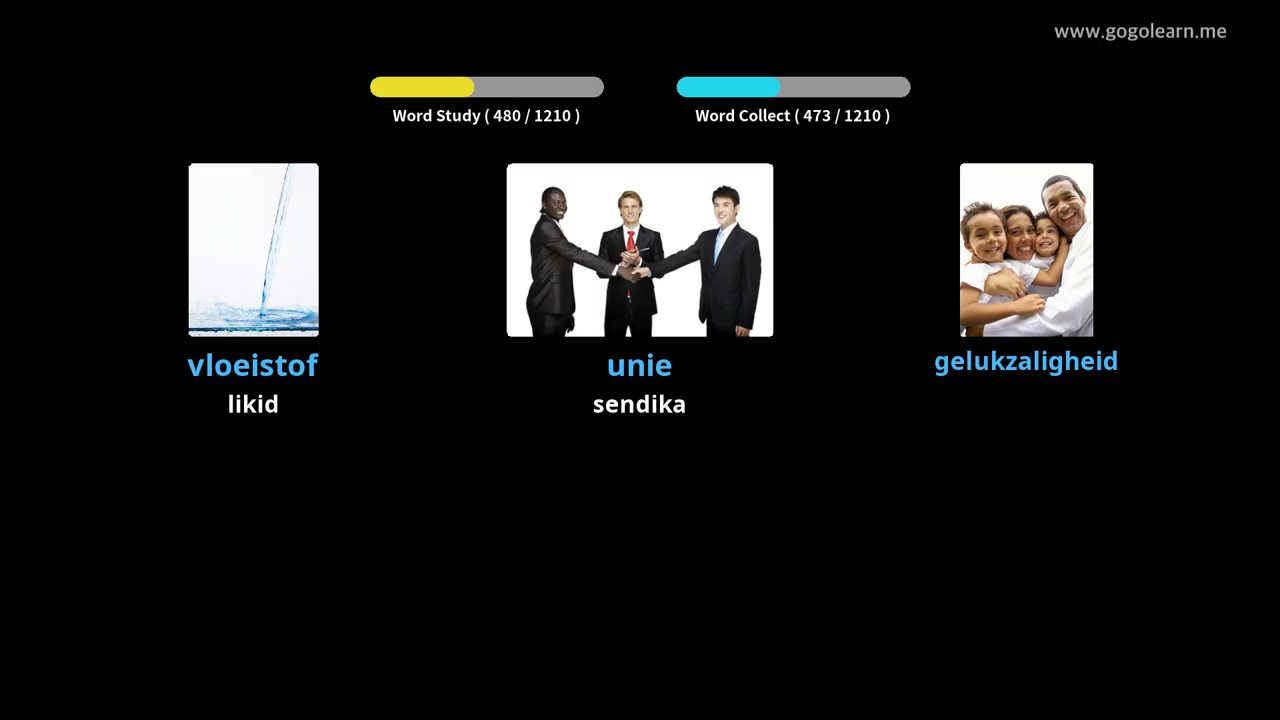 www.gogolearn.me
Word Study ( 480 / 1210 )
Word Collect ( 473 / 1210 )
vloeistof
likid
unie
sendika
gelukzaligheid